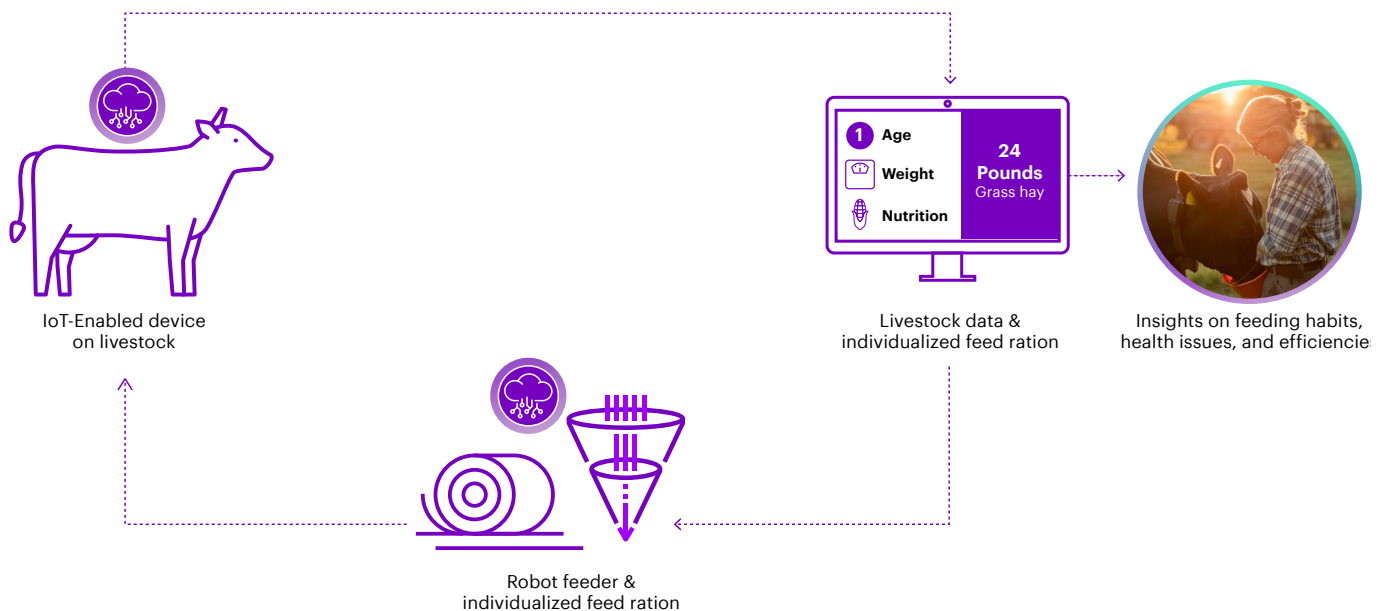 1 Age
Weight
Nutrition
24
Pounds
Grass hay
IoT-Enabled device
on livestock
Livestock data &
individualized feed ration
Insights on feeding habits,
health issues, and efficiencies
Robot feeder &
individualized feed ration